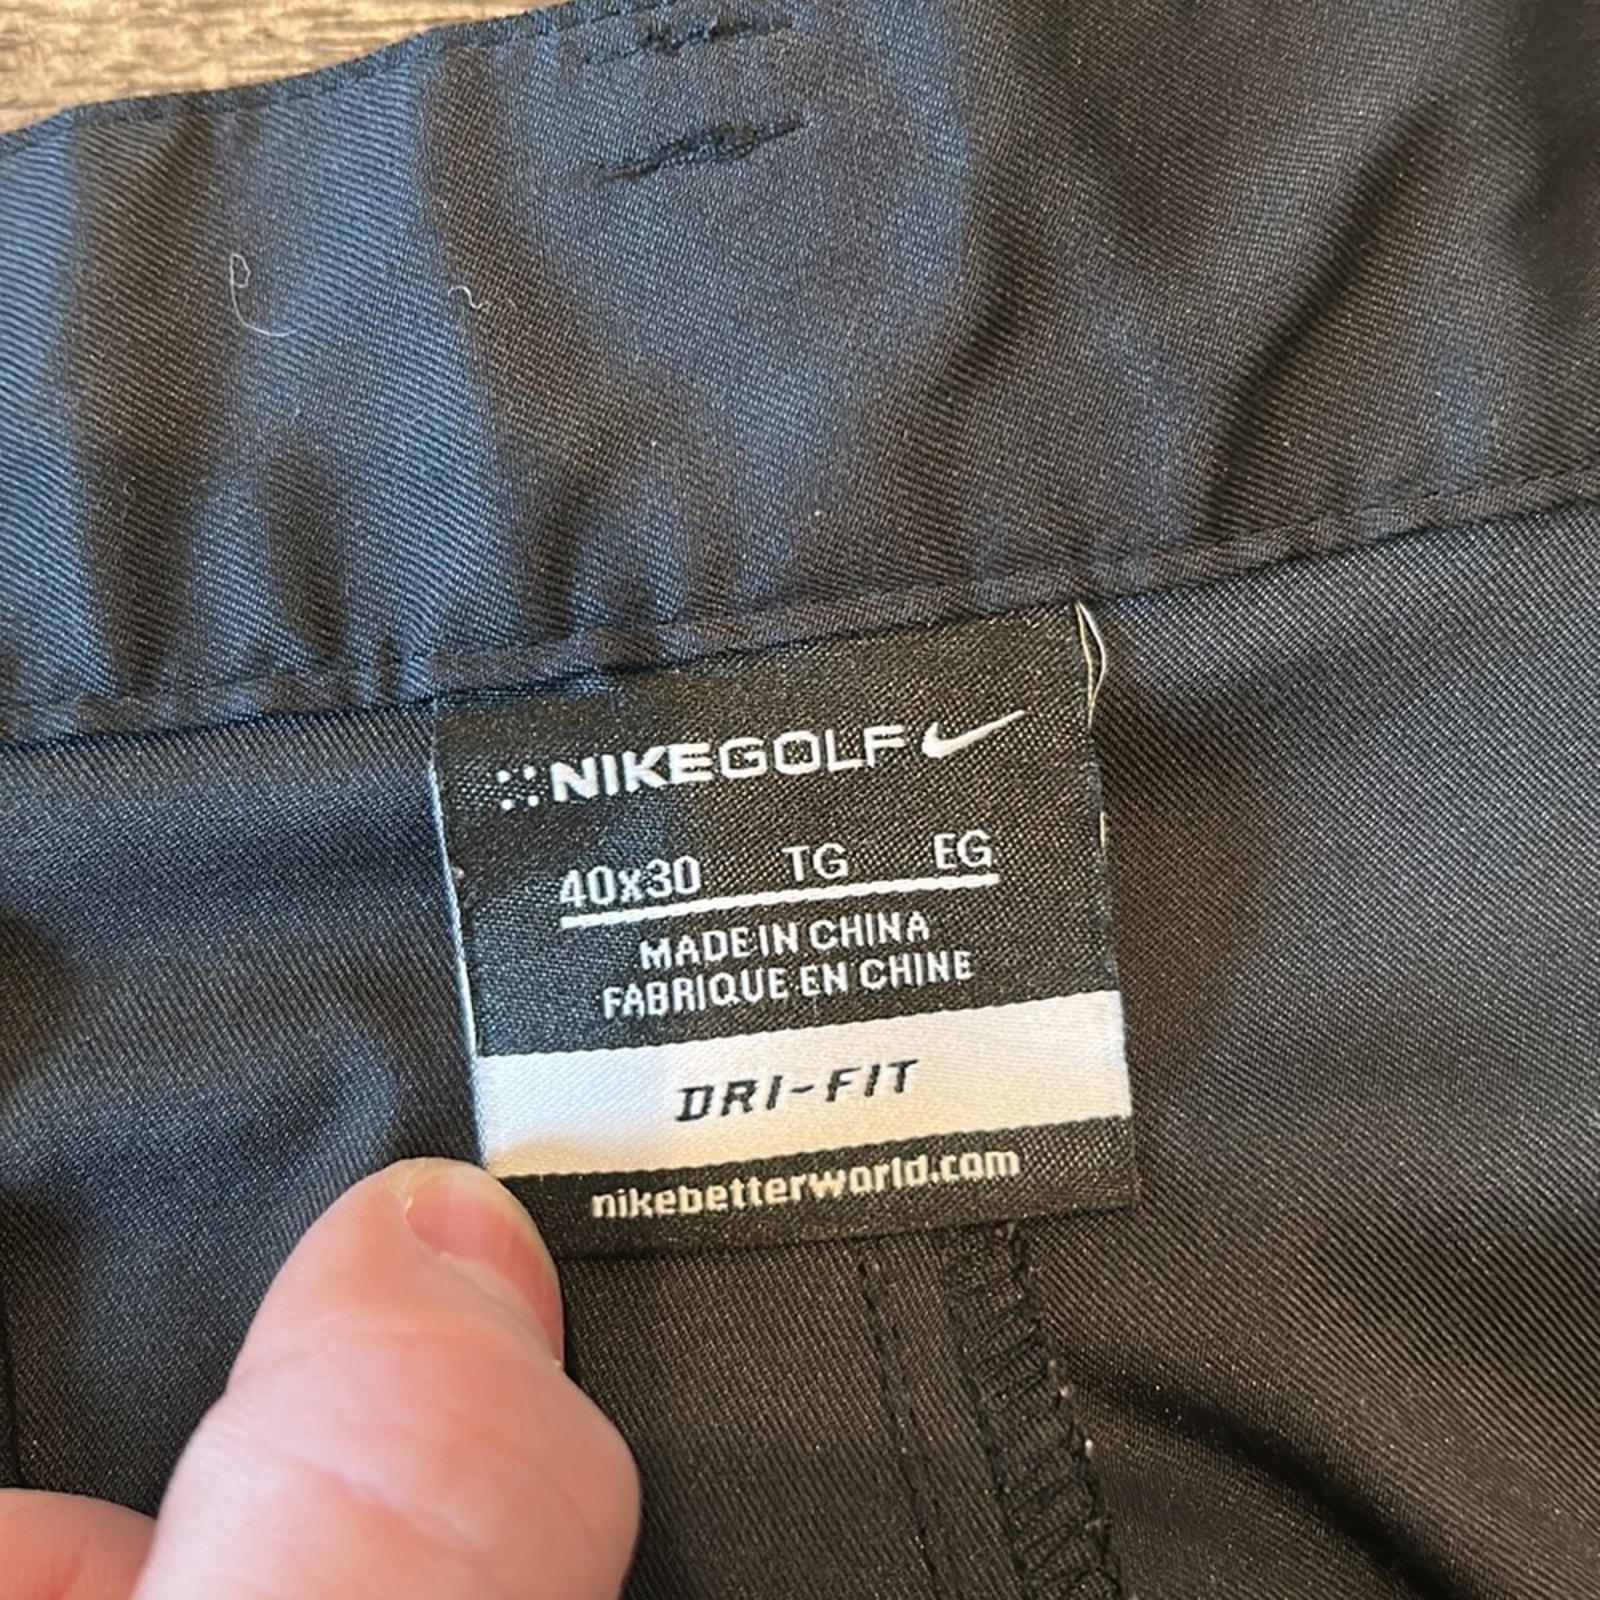 NIKEGOLF
40x30 TG EG
MADE IN CHINA
FABRIQUE EN CHINE
DRI-FIT
nikebetterworld.com